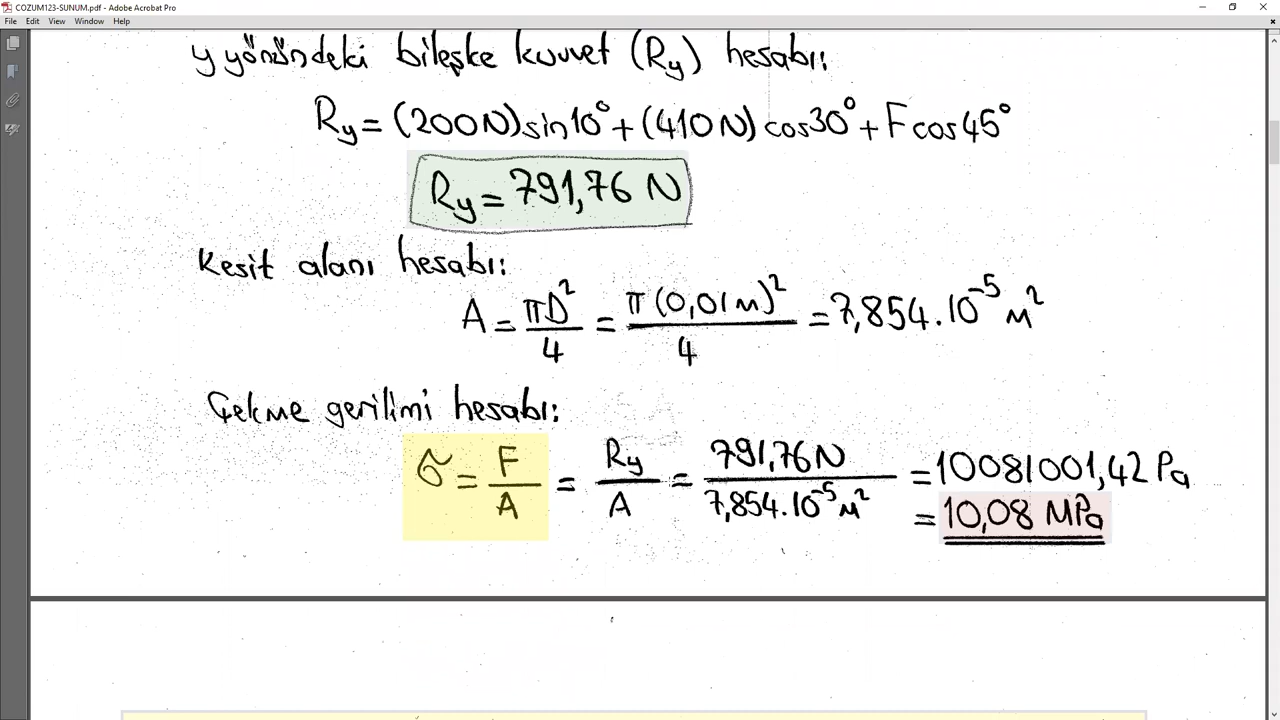 COZUM123-SUNUM.pdf - Adobe Acrobat Pro
File Edit View Window Help
y yönündeki bileşke kuvvet (Ry) hesabı:
Ry = (200N) sin10° + (410N) cos30° + F cos45°
Ry = 791,76 N
Kesit alanı hesabı:
A = πD²/4 = π(0,01m)²/4 = 7,854.10⁻⁵ m²
Çekme gerilimi hesabı:
σ = F/A = Ry/A = 791,76N/7,854.10⁻⁵m² = 10081001,42 Pa
= 10,08 MPa